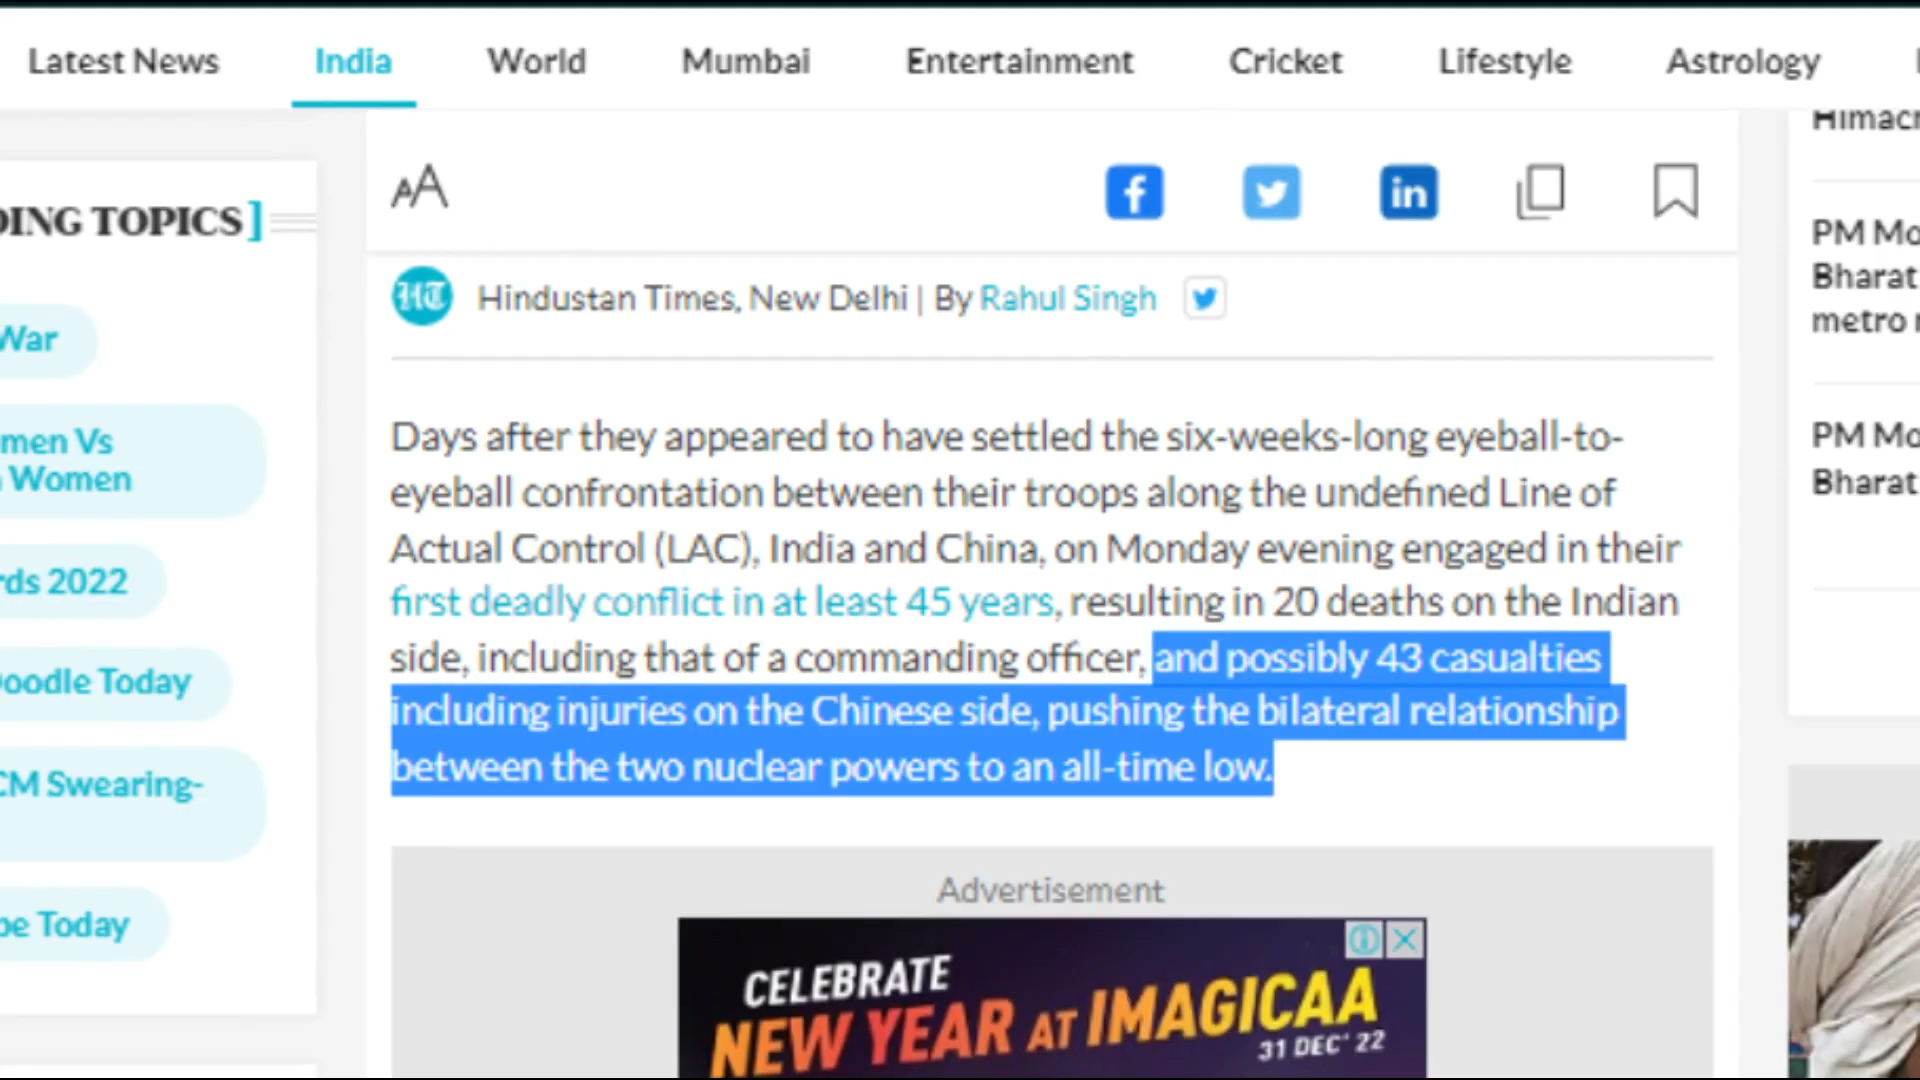 Latest News India World Mumbai Entertainment Cricket Lifestyle Astrology
AA
Hindustan Times, New Delhi | By Rahul Singh
Days after they appeared to have settled the six-weeks-long eyeball-to-
eyeball confrontation between their troops along the undefined Line of
Actual Control (LAC), India and China, on Monday evening engaged in their
first deadly conflict in at least 45 years, resulting in 20 deaths on the Indian
side, including that of a commanding officer, and possibly 43 casualties
including injuries on the Chinese side, pushing the bilateral relationship
between the two nuclear powers to an all-time low.
Advertisement
CELEBRATE
NEW YEAR AT IMAGICAA
31 DEC' 22
DING TOPICS]
War
men Vs
Women
rds 2022
oodle Today
CM Swearing-
pe Today
Himach
PM Mo
Bharat
metro
PM Mo
Bharat